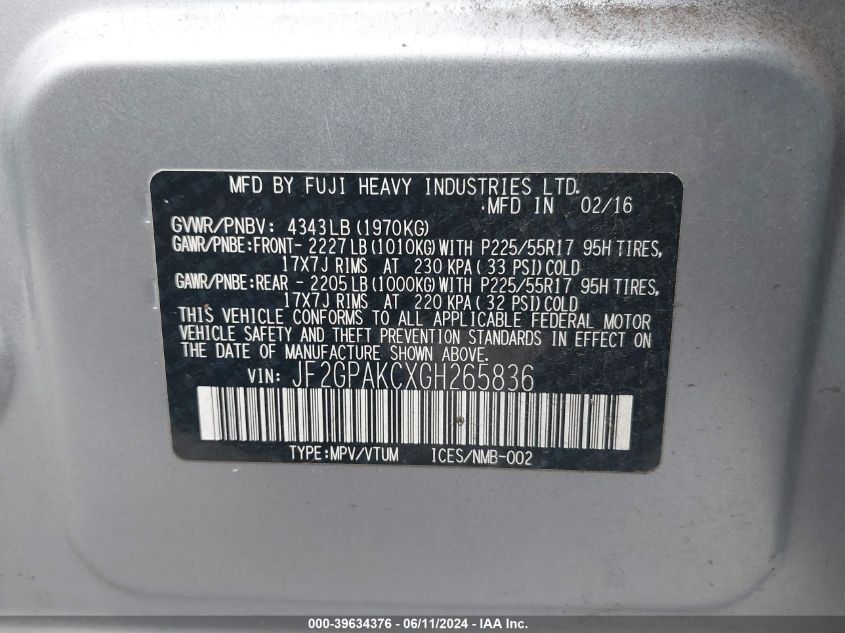 MFD BY FUJI HEAVY INDUSTRIES LTD.
MFD IN 02/16
GVWR/PNBV: 4343LB (1970KG)
GAWR/PNBE:FRONT- 2227LB (1010KG) WITH P225/55R17 95H TIRES,
17X7J RIMS AT 230 KPA ( 33 PSI) COLD
GAWR/PNBE:REAR - 2205LB (1000KG) WITH P225/55R17 95H TIRES,
17X7J RIMS AT 220 KPA ( 32 PSI) COLD
THIS VEHICLE CONFORMS TO ALL APPLICABLE FEDERAL MOTOR
VEHICLE SAFETY AND THEFT PREVENTION STANDARDS IN EFFECT ON
THE DATE OF MANUFACTURE SHOWN ABOVE.
VIN: JF2GPAKCXGH265836
TYPE:MPV/VTUM ICES/NMB-002
000-39634376 - 06/11/2024 - IAA Inc.